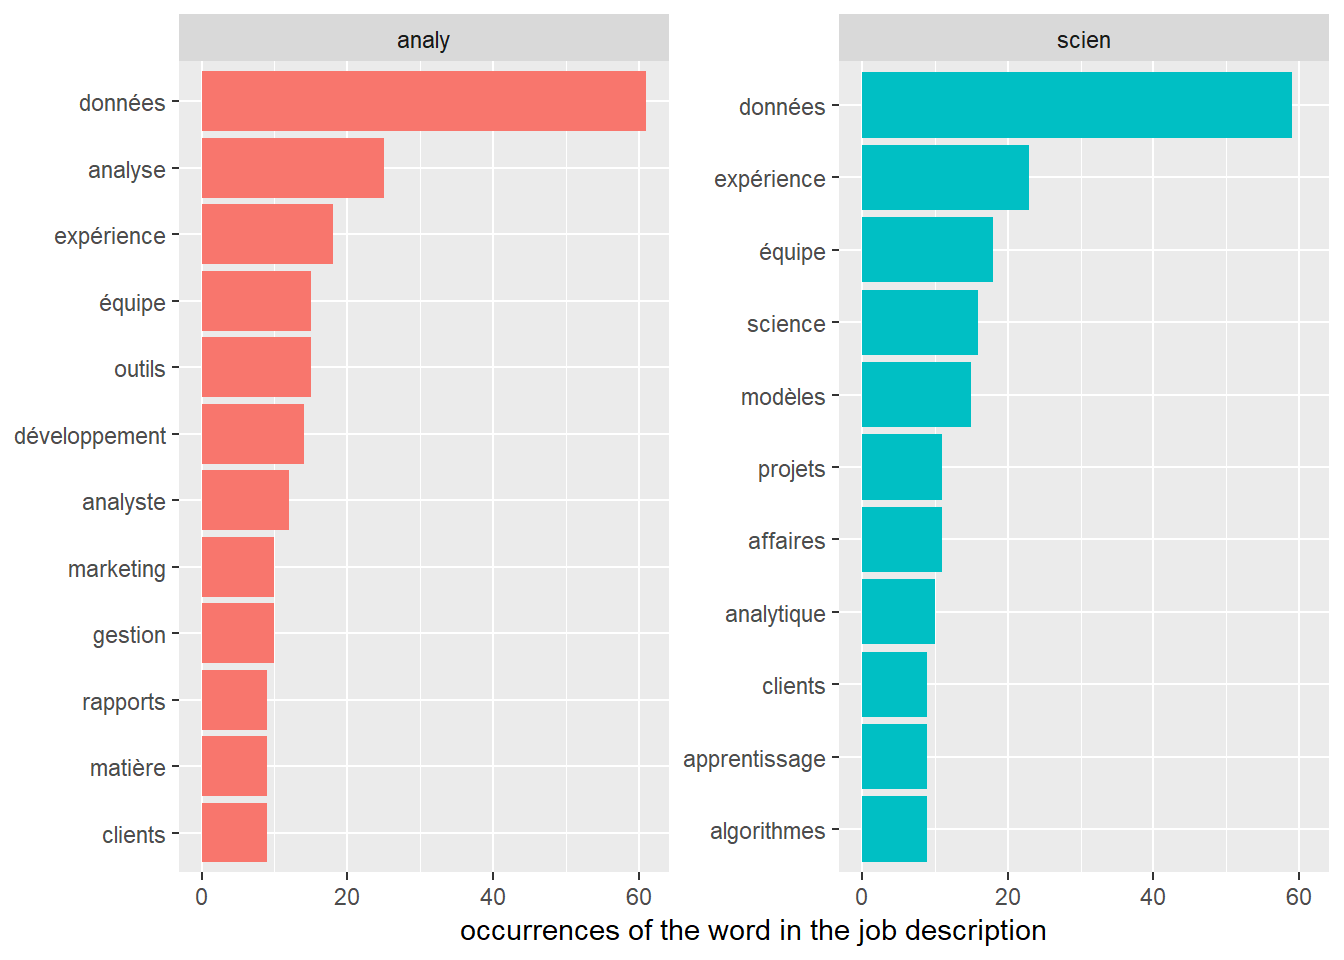 analy
données
analyse
expérience
équipe
outils
développement
analyste
marketing
gestion
rapports
matière
clients
0 20 40 60
scien
données
expérience
équipe
science
modèles
projets
affaires
analytique
clients
apprentissage
algorithmes
0 20 40 60
occurrences of the word in the job description